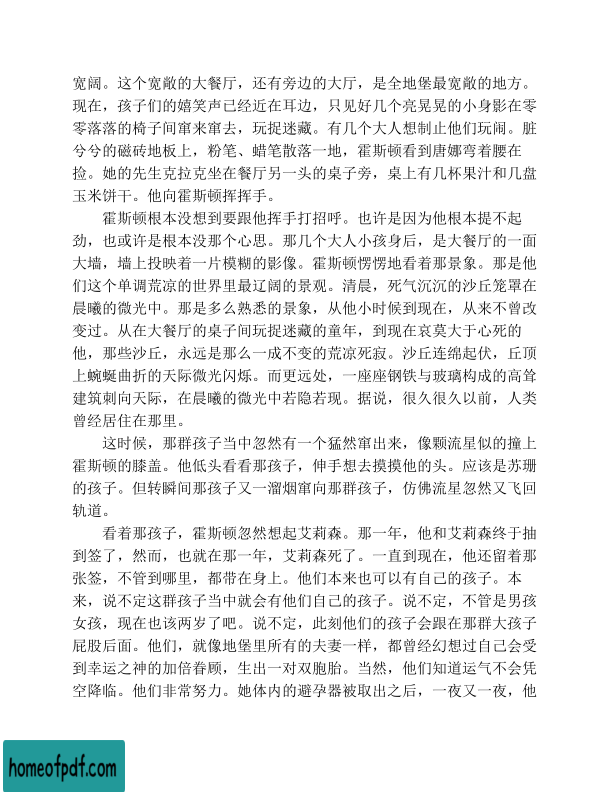 宽阔。这个宽敞的大餐厅，还有旁边的大厅，是全地堡最宽敞的地方。
现在，孩子们的嬉笑声已经近在耳边，只见好几个亮晃晃的小身影在零
零落落的椅子间窜来窜去，玩捉迷藏。有几个大人想制止他们玩闹。脏
兮兮的磁砖地板上，粉笔、蜡笔散落一地，霍斯顿看到唐娜弯着腰在
捡。她的先生克拉克坐在餐厅另一头的桌子旁，桌上有几杯果汁和几盘
玉米饼干。他向霍斯顿挥挥手。
霍斯顿根本没想到要跟他挥手打招呼。也许是因为他根本提不起
劲，也或许是根本没那个心思。那几个大人小孩身后，是大餐厅的一面
大墙，墙上投映着一片模糊的影像。霍斯顿愣愣地看着那景象。那是他
们这个单调荒凉的世界里最辽阔的景观。清晨，死气沉沉的沙丘笼罩在
晨曦的微光中。那是多么熟悉的景象，从他小时候到现在，从来不曾改
变过。从在大餐厅的桌子间玩捉迷藏的童年，到现在哀莫大于心死的
他，那些沙丘，永远是那么一成不变的荒凉死寂。沙丘连绵起伏，丘顶
上蜿蜒曲折的天际微光闪烁。而更远处，一座座钢铁与玻璃构成的高耸
建筑刺向天际，在晨曦的微光中若隐若现。据说，很久很久以前，人类
曾经居住在那里。
这时候，那群孩子当中忽然有一个猛然窜出来，像颗流星似的撞上
霍斯顿的膝盖。他低头看看那孩子，伸手想去摸摸他的头。应该是苏珊
的孩子。但转瞬间那孩子又一溜烟窜向那群孩子，仿佛流星忽然又飞回
轨道。
看着那孩子，霍斯顿忽然想起艾莉森。那一年，他和艾莉森终于抽
到签了，然而，也就在那一年，艾莉森死了。一直到现在，他还留着那
张签，不管到哪里，都带在身上。他们本来也可以有自己的孩子。本
来，说不定这群孩子当中就会有他们自己的孩子。说不定，不管是男孩
女孩，现在也该两岁了吧。说不定，此刻他们的孩子会跟在那群大孩子
屁股后面。他们，就像地堡里所有的夫妻一样，都曾经幻想过自己会受
到幸运之神的加倍眷顾，生出一对双胞胎。当然，他们知道运气不会凭
空降临。他们非常努力。她体内的避孕器被取出之后，一夜又一夜，他
homeofpdf.com